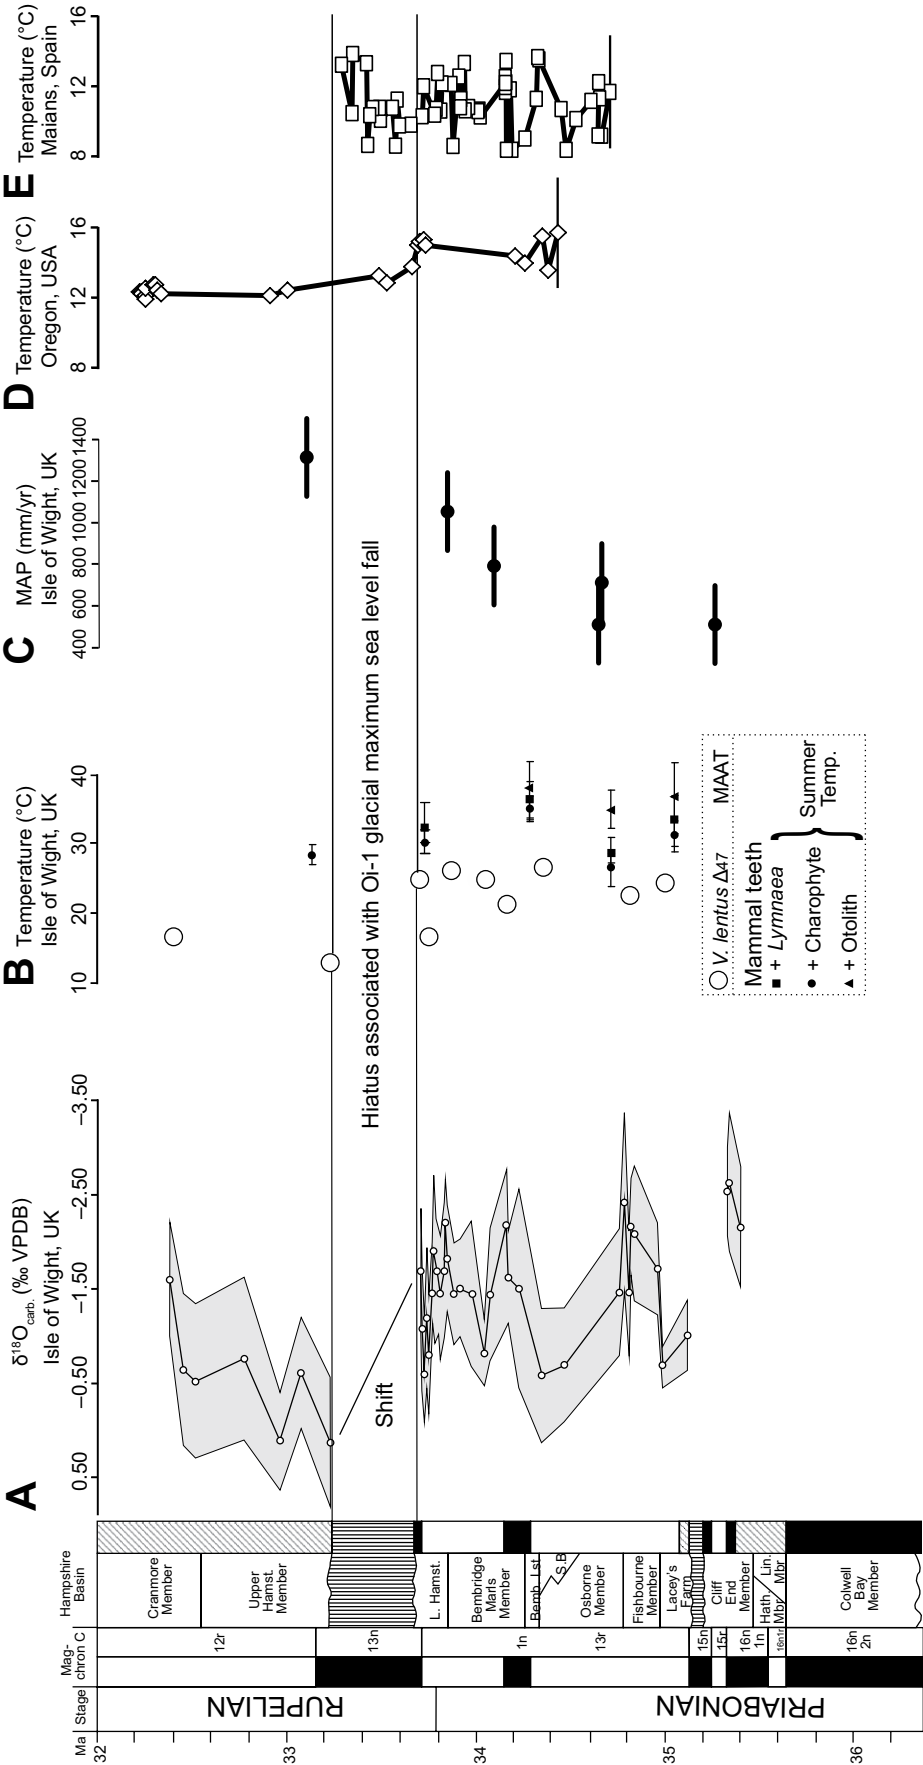 A
δ18Ocarb. (‰ VPDB)
Isle of Wight, UK
0.50
−0.50
−1.50
−2.50
−3.50
Shift
B
Temperature (°C)
Isle of Wight, UK
10
20
30
40
Hiatus associated with Oi-1 glacial maximum sea level fall
V. lentus Δ47
MAAT
Mammal teeth
+ Lymnaea
+ Charophyte
+ Otolith
Summer
Temp.
C
MAP (mm/yr)
Isle of Wight, UK
400
600
800
1000
1200
1400
D
Temperature (°C)
Oregon, USA
8
12
16
E
Temperature (°C)
Maians, Spain
8
12
16
Ma
Stage
Mag-
chron C
Hampshire
Basin
32
33
34
35
36
RUPELIAN
PRIABONIAN
12r
13n
1n
13r
15n
15r
16n
1n
16n1r
16n
2n
Cranmore
Member
Upper
Hamst.
Member
L. Hamst.
Bembridge
Marls
Member
Bemb. Lst
S.B
Osborne
Member
Fishbourne
Member
Lacey's
Farm
Cliff
End
Member
Hath.
Mbr
Lin.
Mbr
Colwell
Bay
Member